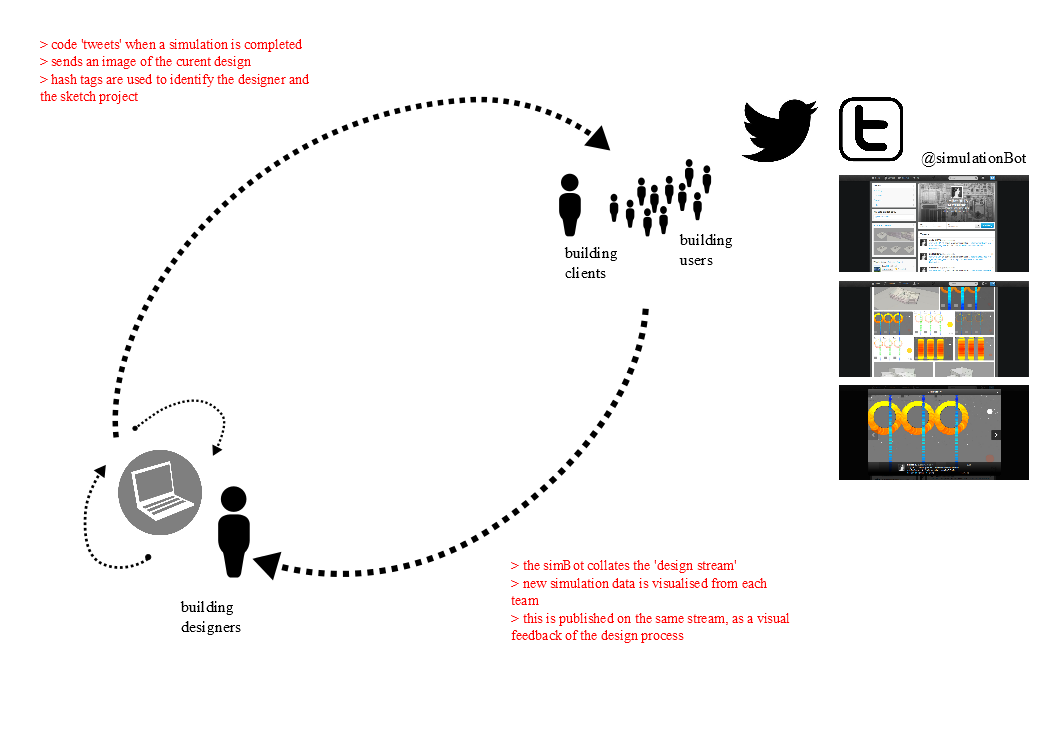 > code 'tweets' when a simulation is completed
> sends an image of the curent design
> hash tags are used to identify the designer and
the sketch project
@simulationBot
building
clients
building
users
> the simBot collates the 'design stream'
> new simulation data is visualised from each
team
> this is published on the same stream, as a visual
feedback of the design process
building
designers